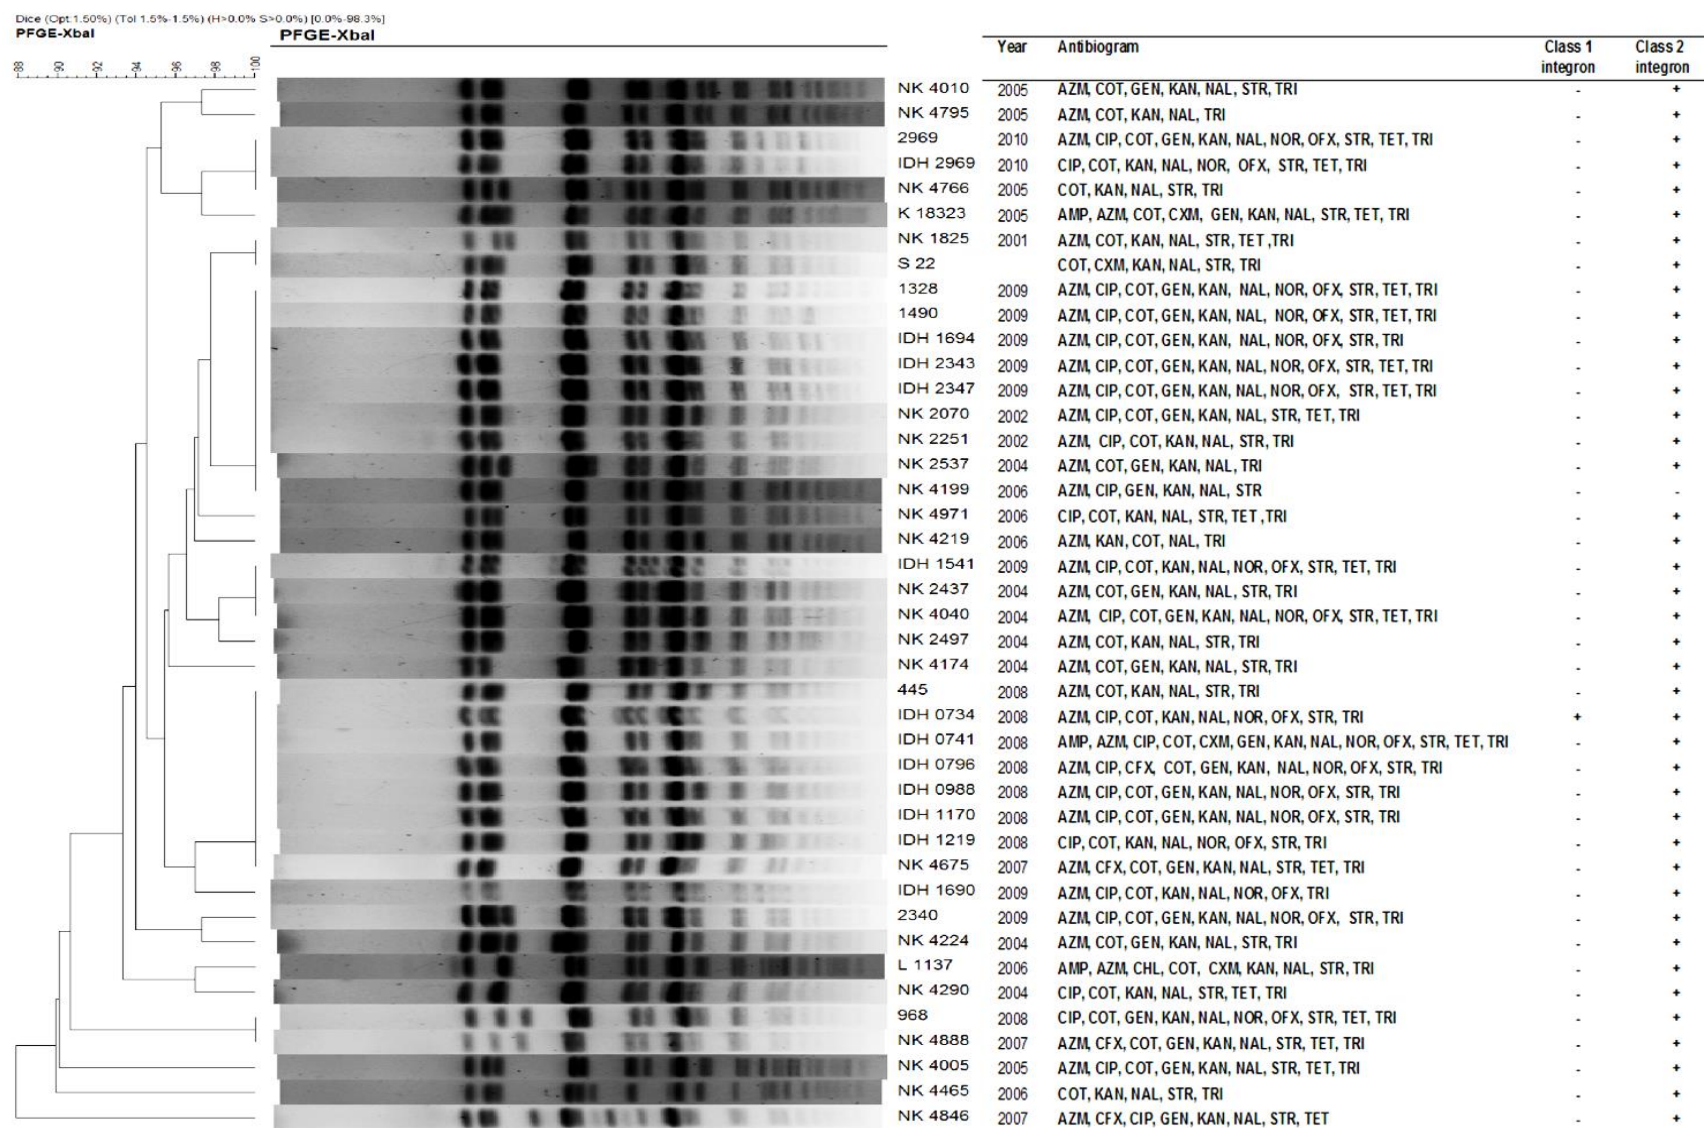 Dice (Opt:1.50%) (Tol 1.5%-1.5%) (H>0.0% S>0.0%) [0.0%-98.3%]
PFGE-XbaI PFGE-XbaI
88 90 92 94 96 98 100
Year Antibiogram Class 1 integron Class 2 integron
NK 4010 2005 AZM, COT, GEN, KAN, NAL, STR, TRI - +
NK 4795 2005 AZM, COT, KAN, NAL, TRI - +
2969 2010 AZM, CIP, COT, GEN, KAN, NAL, NOR, OFX, STR, TET, TRI - +
IDH 2969 2010 CIP, COT, KAN, NAL, NOR, OFX, STR, TET, TRI - +
NK 4766 2005 COT, KAN, NAL, STR, TRI - +
K 18323 2005 AMP, AZM, COT, CXM, GEN, KAN, NAL, STR, TET, TRI - +
NK 1825 2001 AZM, COT, KAN, NAL, STR, TET ,TRI - +
S 22 COT, CXM, KAN, NAL, STR, TRI - +
1328 2009 AZM, CIP, COT, GEN, KAN, NAL, NOR, OFX, STR, TET, TRI - +
1490 2009 AZM, CIP, COT, GEN, KAN, NAL, NOR, OFX, STR, TET, TRI - +
IDH 1694 2009 AZM, CIP, COT, GEN, KAN, NAL, NOR, OFX, STR, TRI - +
IDH 2343 2009 AZM, CIP, COT, GEN, KAN, NAL, NOR, OFX, STR, TET, TRI - +
IDH 2347 2009 AZM, CIP, COT, GEN, KAN, NAL, NOR, OFX, STR, TET, TRI - +
NK 2070 2002 AZM, CIP, COT, GEN, KAN, NAL, STR, TET, TRI - +
NK 2251 2002 AZM, CIP, COT, KAN, NAL, STR, TRI - +
NK 2537 2004 AZM, COT, GEN, KAN, NAL, TRI - +
NK 4199 2006 AZM, CIP, GEN, KAN, NAL, STR - -
NK 4971 2006 CIP, COT, KAN, NAL, STR, TET ,TRI - +
NK 4219 2006 AZM, KAN, COT, NAL, TRI - +
IDH 1541 2009 AZM, CIP, COT, KAN, NAL, NOR, OFX, STR, TET, TRI - +
NK 2437 2004 AZM, COT, GEN, KAN, NAL, STR, TRI - +
NK 4040 2004 AZM, CIP, COT, GEN, KAN, NAL, NOR, OFX, STR, TET, TRI - +
NK 2497 2004 AZM, COT, KAN, NAL, STR, TRI - +
NK 4174 2004 AZM, COT, GEN, KAN, NAL, STR, TRI - +
445 2008 AZM, COT, KAN, NAL, STR, TRI - +
IDH 0734 2008 AZM, CIP, COT, KAN, NAL, NOR, OFX, STR, TRI + +
IDH 0741 2008 AMP, AZM, CIP, COT, CXM, GEN, KAN, NAL, NOR, OFX, STR, TET, TRI - +
IDH 0796 2008 AZM, CIP, CFX, COT, GEN, KAN, NAL, NOR, OFX, STR, TRI - +
IDH 0988 2008 AZM, CIP, COT, GEN, KAN, NAL, NOR, OFX, STR, TRI - +
IDH 1170 2008 AZM, CIP, COT, GEN, KAN, NAL, NOR, OFX, STR, TRI - +
IDH 1219 2008 CIP, COT, KAN, NAL, NOR, OFX, STR, TRI - +
NK 4675 2007 AZM, CFX, COT, GEN, KAN, NAL, STR, TET, TRI - +
IDH 1690 2009 AZM, CIP, COT, KAN, NAL, NOR, OFX, TRI - +
2340 2009 AZM, CIP, COT, GEN, KAN, NAL, NOR, OFX, STR, TRI - +
NK 4224 2004 AZM, COT, GEN, KAN, NAL, STR, TRI - +
L 1137 2006 AMP, AZM, CHL, COT, CXM, KAN, NAL, STR, TRI - +
NK 4290 2004 CIP, COT, KAN, NAL, STR, TET, TRI - +
968 2008 CIP, COT, GEN, KAN, NAL, NOR, OFX, STR, TET, TRI - +
NK 4888 2007 AZM, CFX, COT, GEN, KAN, NAL, STR, TET, TRI - +
NK 4005 2005 AZM, CIP, COT, GEN, KAN, NAL, STR, TET, TRI - +
NK 4465 2006 COT, KAN, NAL, STR, TRI - +
NK 4846 2007 AZM, CFX, CIP, GEN, KAN, NAL, STR, TET - +